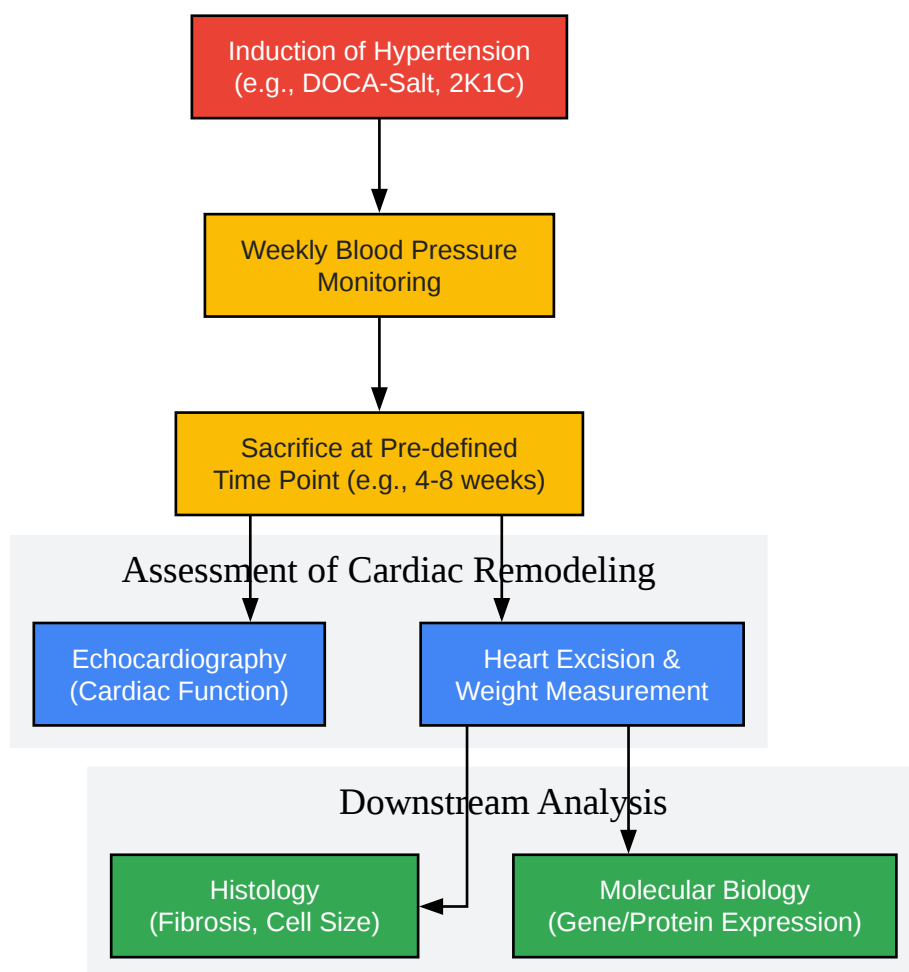 Induction of Hypertension
(e.g., DOCA-Salt, 2K1C)
Weekly Blood Pressure
Monitoring
Sacrifice at Pre-defined
Time Point (e.g., 4-8 weeks)
Assessment of Cardiac Remodeling
Echocardiography
(Cardiac Function)
Heart Excision &
Weight Measurement
Downstream Analysis
Histology
(Fibrosis, Cell Size)
Molecular Biology
(Gene/Protein Expression)